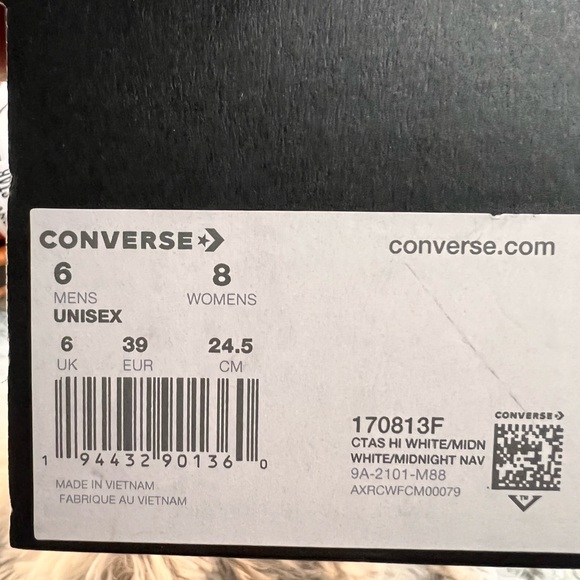 CONVERSE
converse.com
6 8
MENS WOMENS
UNISEX
6 39 24.5
UK EUR CM
1 94432 90136 0
MADE IN VIETNAM
FABRIQUE AU VIETNAM
CONVERSE
170813F
CTAS HI WHITE/MIDN
WHITE/MIDNIGHT NAV
9A-2101-M88
AXRCWFCM00079
TM